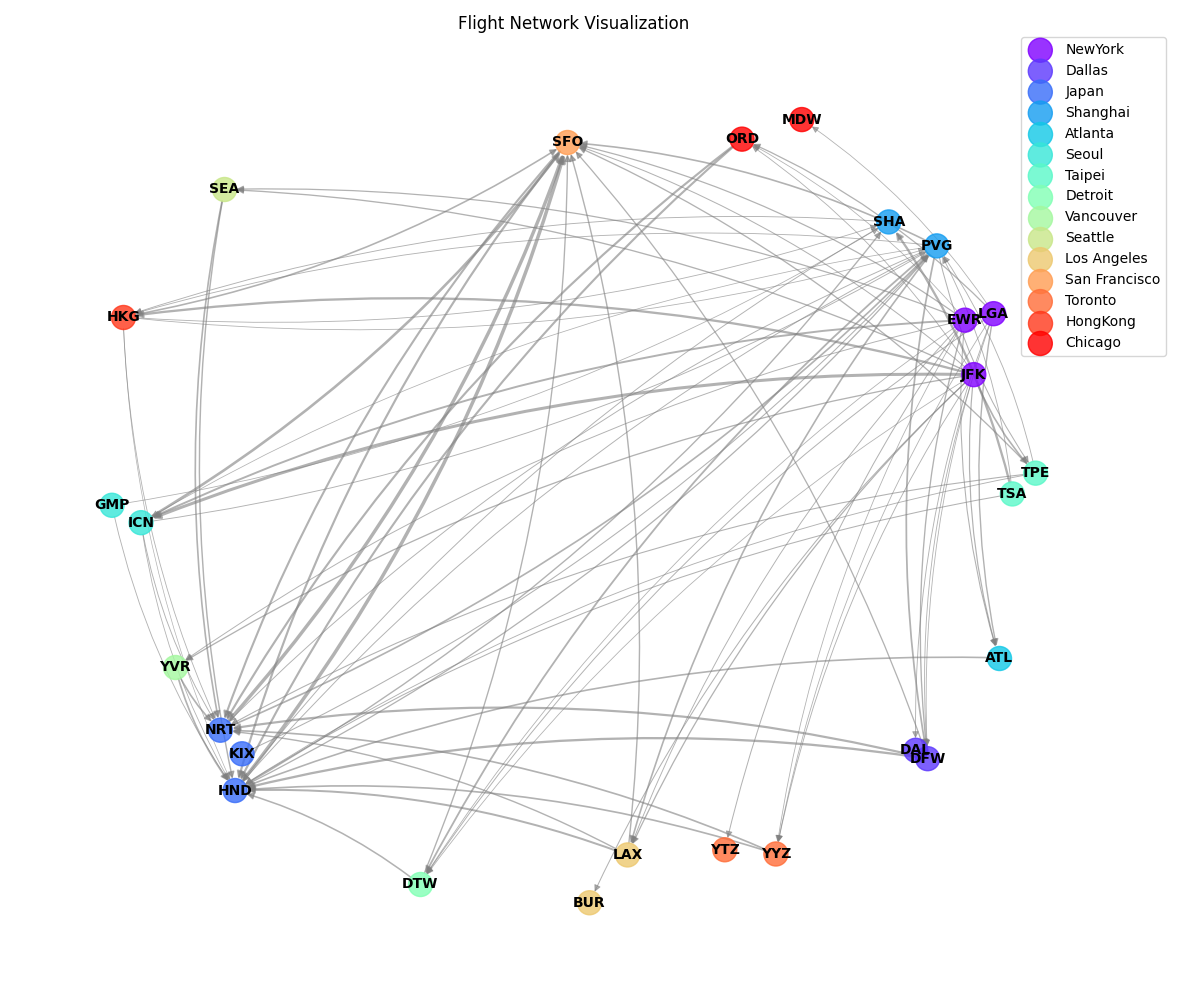 Flight Network Visualization
NewYork
Dallas
Japan
Shanghai
Atlanta
Seoul
Taipei
Detroit
Vancouver
Seattle
Los Angeles
San Francisco
Toronto
HongKong
Chicago
MDW
ORD
SFO
SEA
SHA
PVG
LGA
EWR
HKG
JFK
TPE
TSA
GMP
ICN
ATL
YVR
NRT
KIX
DAL
DFW
HND
YTZ
YYZ
LAX
DTW
BUR